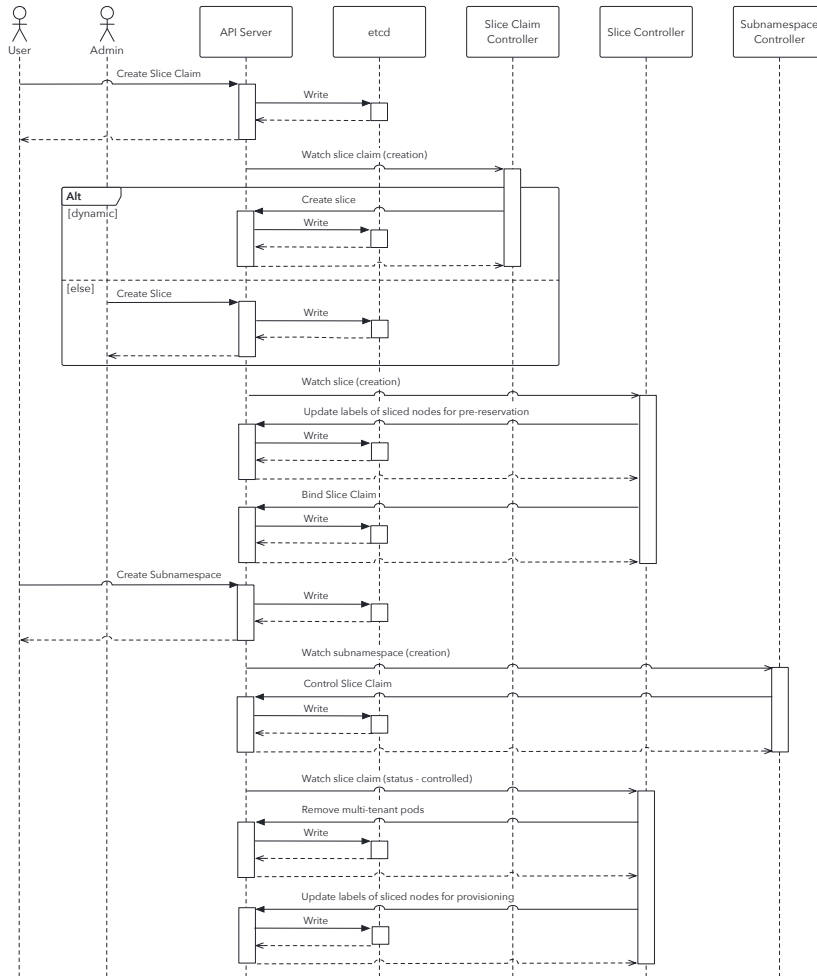 User
Admin
API Server
etcd
Slice Claim
Controller
Slice Controller
Subnamespace
Controller
Create Slice Claim
Write
Watch slice claim (creation)
Alt
[dynamic]
Create slice
Write
[else]
Create Slice
Write
Watch slice (creation)
Update labels of sliced nodes for pre-reservation
Write
Bind Slice Claim
Write
Create Subnamespace
Write
Watch subnamespace (creation)
Control Slice Claim
Write
Watch slice claim (status - controlled)
Remove multi-tenant pods
Write
Update labels of sliced nodes for provisioning
Write